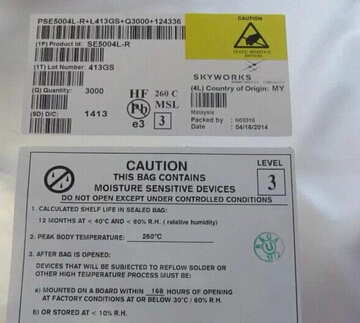 PSE5004L-R+L413GS+Q3000+124336
(1P) Product Id: SE5004L-R
(1T) Lot Number: 413GS
(Q) Quantity: 3000
HF 260 C
MSL
Pb
e3 3
(9D) D/C: 1413
CAUTION
SKYWORKS
(4L) Country of Origin: MY
Malaysia
Packed by : N03316
Date : 04/16/2014
CAUTION
THIS BAG CONTAINS
MOISTURE SENSITIVE DEVICES
DO NOT OPEN EXCEPT UNDER CONTROLLED CONDITIONS
LEVEL
3
1. CALCULATED SHELF LIFE IN SEALED BAG:
12 MONTHS AT < 40°C AND < 90% R.H. ( relative humidity)
2. PEAK BODY TEMPERATURE: 260°C
3. AFTER BAG IS OPENED:
DEVICES THAT WILL BE SUBJECTED TO REFLOW SOLDER OR
OTHER HIGH TEMPERATURE PROCESS MUST BE:
a) MOUNTED ON A BOARD WITHIN 168 HOURS OF OPENING
AT FACTORY CONDITIONS AT OR BELOW 30°C / 60% R.H.
b) OR STORED AT < 10% R.H.